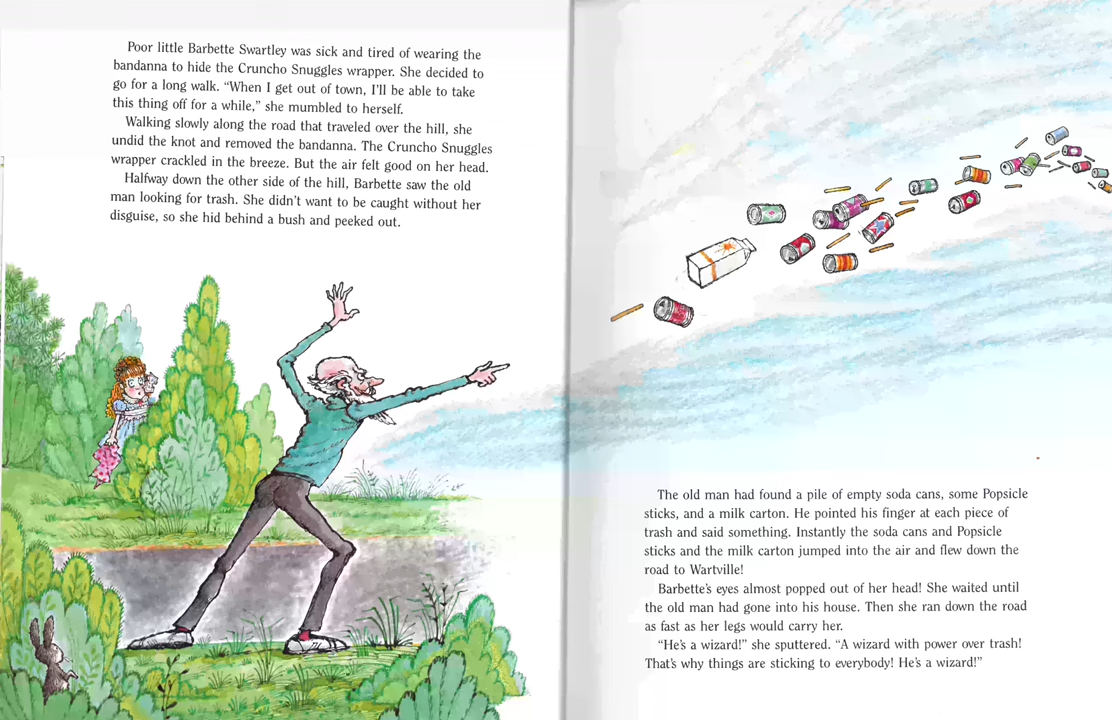 Poor little Barbette Swartley was sick and tired of wearing the
bandanna to hide the Cruncho Snuggles wrapper. She decided to
go for a long walk. “When I get out of town, I’ll be able to take
this thing off for a while,” she mumbled to herself.
Walking slowly along the road that traveled over the hill, she
undid the knot and removed the bandanna. The Cruncho Snuggles
wrapper crackled in the breeze. But the air felt good on her head.
Halfway down the other side of the hill, Barbette saw the old
man looking for trash. She didn’t want to be caught without her
disguise, so she hid behind a bush and peeked out.
The old man had found a pile of empty soda cans, some Popsicle
sticks, and a milk carton. He pointed his finger at each piece of
trash and said something. Instantly the soda cans and Popsicle
sticks and the milk carton jumped into the air and flew down the
road to Wartville!
Barbette’s eyes almost popped out of her head! She waited until
the old man had gone into his house. Then she ran down the road
as fast as her legs would carry her.
“He’s a wizard!” she sputtered. “A wizard with power over trash!
That’s why things are sticking to everybody! He’s a wizard!”